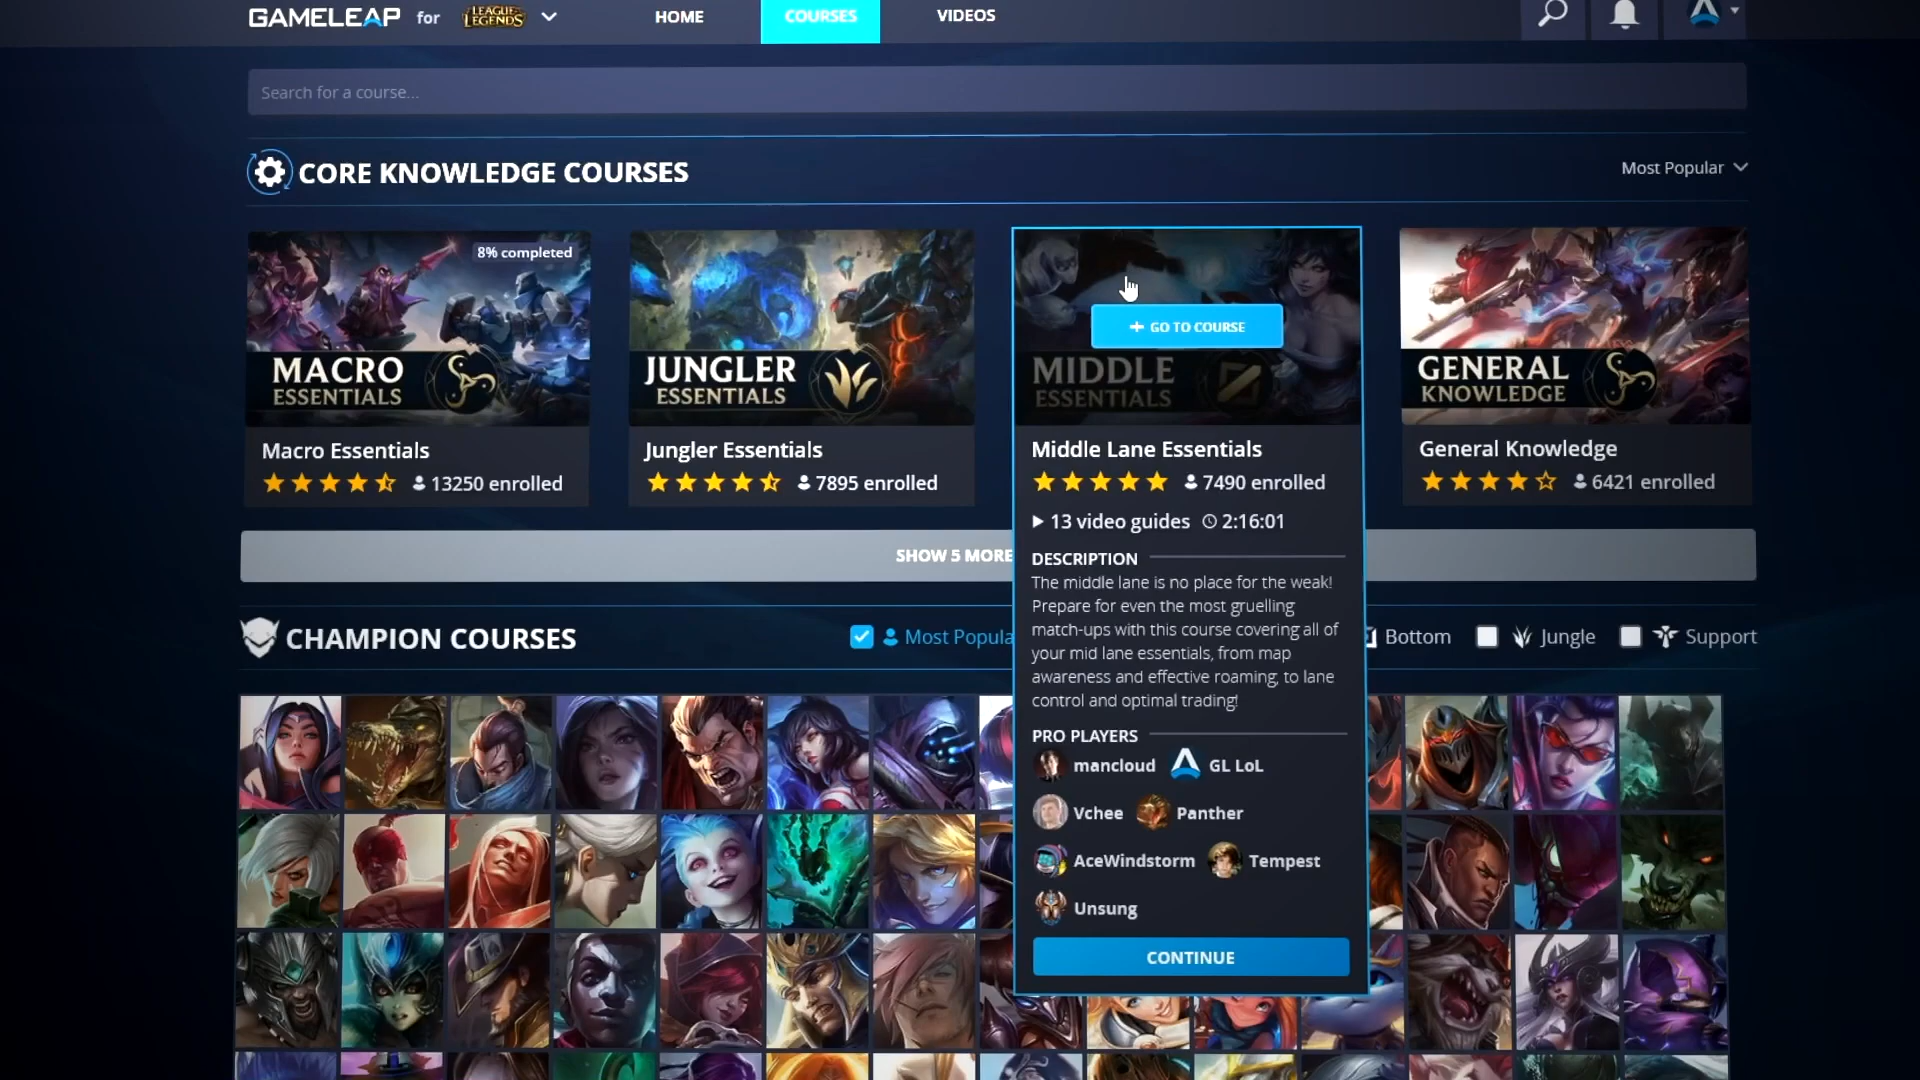 GAMELEAP for LEAGUE LEGENDS HOME COURSES VIDEOS
Search for a course...
CORE KNOWLEDGE COURSES Most Popular
8% completed
MACRO ESSENTIALS
Macro Essentials
13250 enrolled
JUNGLER ESSENTIALS
Jungler Essentials
7895 enrolled
+ GO TO COURSE
MIDDLE ESSENTIALS
Middle Lane Essentials
7490 enrolled
13 video guides 2:16:01
DESCRIPTION
The middle lane is no place for the weak!
Prepare for even the most gruelling
match-ups with this course covering all of
your mid lane essentials, from map
awareness and effective roaming, to lane
control and optimal trading!
PRO PLAYERS
mancloud GL LoL
Vchee Panther
AceWindstorm Tempest
Unsung
CONTINUE
GENERAL KNOWLEDGE
General Knowledge
6421 enrolled
SHOW 5 MORE
CHAMPION COURSES Most Popula Bottom Jungle Support